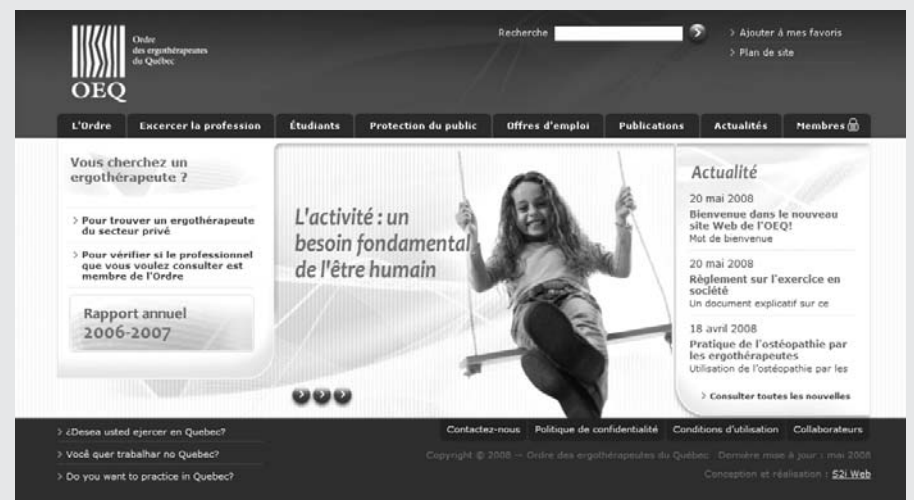 Ordre
des ergothérapeutes
du Québec
OEQ
Recherche
> Ajouter à mes favoris
> Plan de site
L'Ordre
Excercer la profession
Étudiants
Protection du public
Offres d'emploi
Publications
Actualités
Membres
Vous cherchez un
ergothérapeute ?
> Pour trouver un ergothérapeute
du secteur privé
> Pour vérifier si le professionnel
que vous voulez consulter est
membre de l'Ordre
Rapport annuel
2006-2007
L'activité : un
besoin fondamental
de l'être humain
Actualité
20 mai 2008
Bienvenue dans le nouveau
site Web de l'OEQ!
Mot de bienvenue
20 mai 2008
Règlement sur l'exercice en
société
Un document explicatif sur ce
18 avril 2008
Pratique de l'ostéopathie par
les ergothérapeutes
Utilisation de l'ostéopathie par les
> Consulter toutes les nouvelles
> ¿Desea usted ejercer en Quebec?
> Você quer trabalhar no Quebec?
> Do you want to practice in Quebec?
Contactez-nous
Politique de confidentialité
Conditions d'utilisation
Collaborateurs
Copyright © 2008 — Ordre des ergothérapeutes du Québec Dernière mise à jour : mai 2008
Conception et réalisation : S2i Web